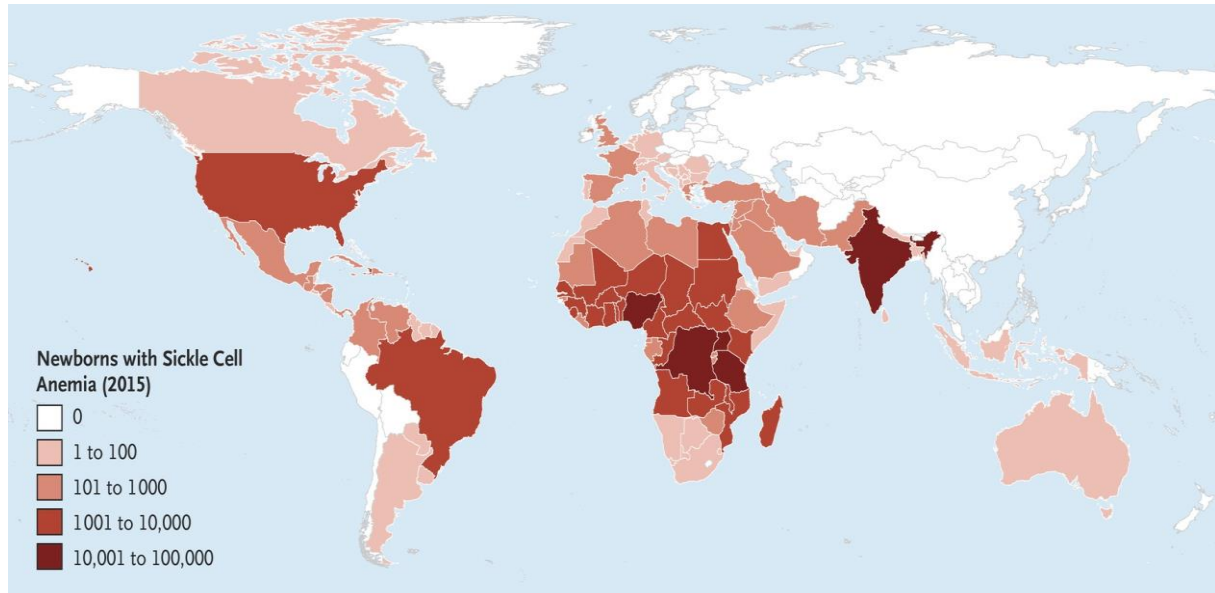 Newborns with Sickle Cell
Anemia (2015)
0
1 to 100
101 to 1000
1001 to 10,000
10,001 to 100,000